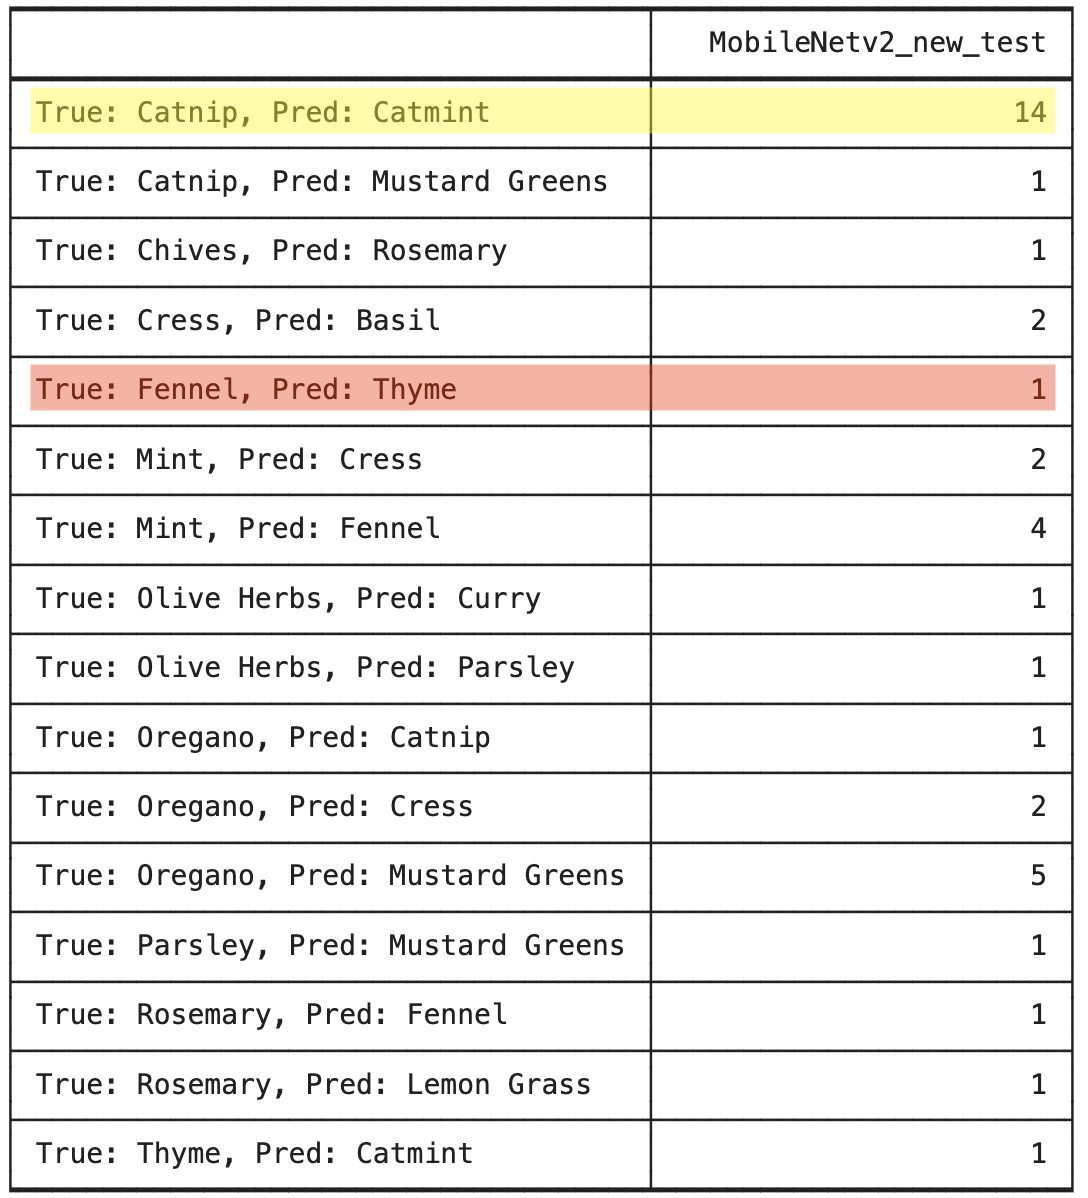 MobileNetv2_new_test
True: Catnip, Pred: Catmint 14
True: Catnip, Pred: Mustard Greens 1
True: Chives, Pred: Rosemary 1
True: Cress, Pred: Basil 2
True: Fennel, Pred: Thyme 1
True: Mint, Pred: Cress 2
True: Mint, Pred: Fennel 4
True: Olive Herbs, Pred: Curry 1
True: Olive Herbs, Pred: Parsley 1
True: Oregano, Pred: Catnip 1
True: Oregano, Pred: Cress 2
True: Oregano, Pred: Mustard Greens 5
True: Parsley, Pred: Mustard Greens 1
True: Rosemary, Pred: Fennel 1
True: Rosemary, Pred: Lemon Grass 1
True: Thyme, Pred: Catmint 1